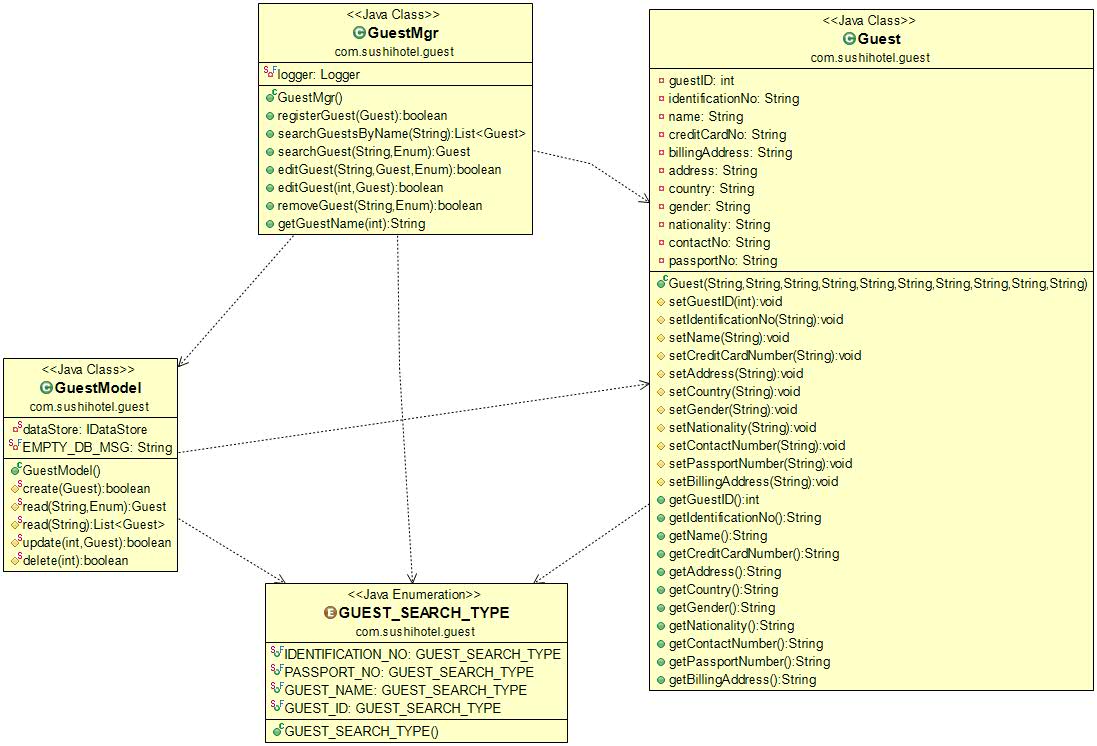 <<Java Class>>
GuestMgr
com.sushihotel.guest
logger: Logger
GuestMgr()
registerGuest(Guest):boolean
searchGuestsByName(String):List<Guest>
searchGuest(String,Enum):Guest
editGuest(String,Guest,Enum):boolean
editGuest(int,Guest):boolean
removeGuest(String,Enum):boolean
getGuestName(int):String
<<Java Class>>
Guest
com.sushihotel.guest
guestID: int
identificationNo: String
name: String
creditCardNo: String
billingAddress: String
address: String
country: String
gender: String
nationality: String
contactNo: String
passportNo: String
Guest(String,String,String,String,String,String,String,String,String,String)
setGuestID(int):void
setIdentificationNo(String):void
setName(String):void
setCreditCardNumber(String):void
setAddress(String):void
setCountry(String):void
setGender(String):void
setNationality(String):void
setContactNumber(String):void
setPassportNumber(String):void
setBillingAddress(String):void
getGuestID():int
getIdentificationNo():String
getName():String
getCreditCardNumber():String
getAddress():String
getCountry():String
getGender():String
getNationality():String
getContactNumber():String
getPassportNumber():String
getBillingAddress():String
<<Java Class>>
GuestModel
com.sushihotel.guest
dataStore: IDataStore
EMPTY_DB_MSG: String
GuestModel()
create(Guest):boolean
read(String,Enum):Guest
read(String):List<Guest>
update(int,Guest):boolean
delete(int):boolean
<<Java Enumeration>>
GUEST_SEARCH_TYPE
com.sushihotel.guest
IDENTIFICATION_NO: GUEST_SEARCH_TYPE
PASSPORT_NO: GUEST_SEARCH_TYPE
GUEST_NAME: GUEST_SEARCH_TYPE
GUEST_ID: GUEST_SEARCH_TYPE
GUEST_SEARCH_TYPE()